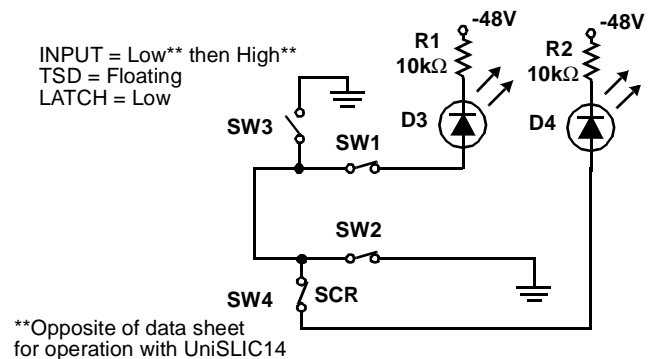 INPUT = Low** then High**
TSD = Floating
LATCH = Low
-48V
R1
10kΩ
-48V
R2
10kΩ
SW3
D3
D4
SW1
SW2
SW4
SCR
**Opposite of data sheet
for operation with UniSLIC14